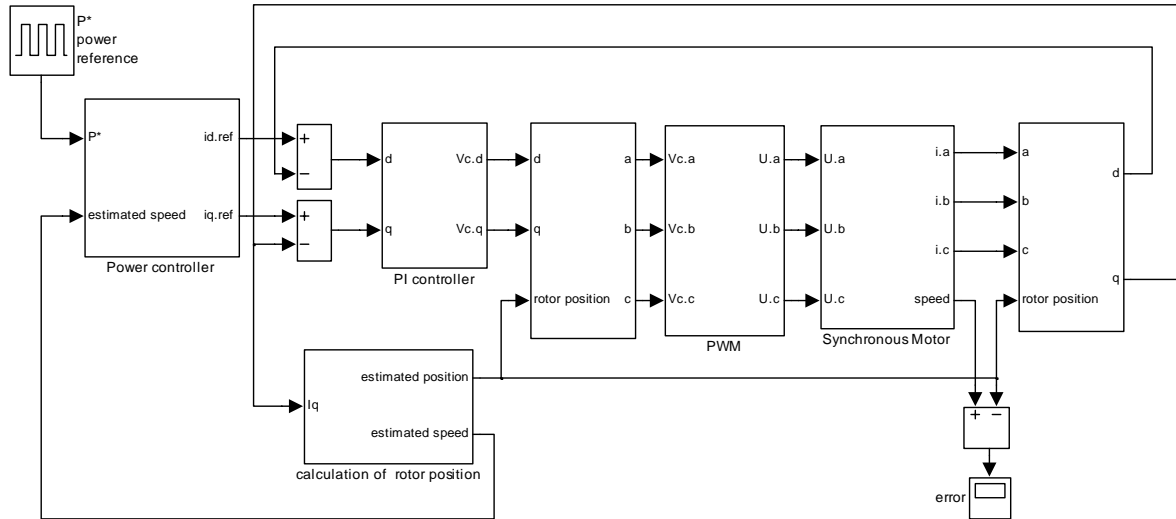 P*
power
reference
P*
id.ref
estimated speed
iq.ref
Power controller
+
−
+
−
d
Vc.d
q
Vc.q
PI controller
d
a
q
b
rotor position
c
Vc.a
U.a
Vc.b
U.b
Vc.c
U.c
PWM
U.a
i.a
U.b
i.b
i.c
U.c
speed
Synchronous Motor
a
d
b
c
q
rotor position
estimated position
Iq
estimated speed
calculation of rotor position
+ −
error